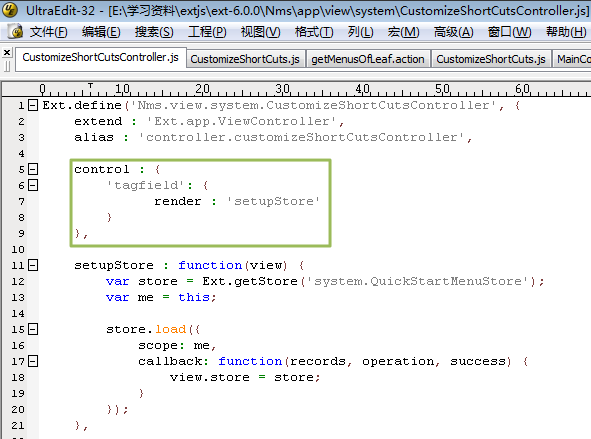 UltraEdit-32 - [E:\学习资料\extjs\ext-6.0.0\Nms\app\view\system\CustomizeShortCutsController.js]
文件(F) 编辑(E) 搜索(S) 工程(P) 视图(V) 格式(T) 列(L) 宏(M) 高级(A) 窗口(W) 帮助(H)
CustomizeShortCutsController.js CustomizeShortCuts.js getMenusOfLeaf.action CustomizeShortCuts.js MainCo
0 10 20 30 40 50 60
1 Ext.define('Nms.view.system.CustomizeShortCutsController', {
2 extend : 'Ext.app.ViewController',
3 alias : 'controller.customizeShortCutsController',
4
5 control : {
6 'tagfield': {
7 render : 'setupStore'
8 }
9 },
10
11 setupStore : function(view) {
12 var store = Ext.getStore('system.QuickStartMenuStore');
13 var me = this;
14
15 store.load({
16 scope: me,
17 callback: function(records, operation, success) {
18 view.store = store;
19 }
20 });
21 },